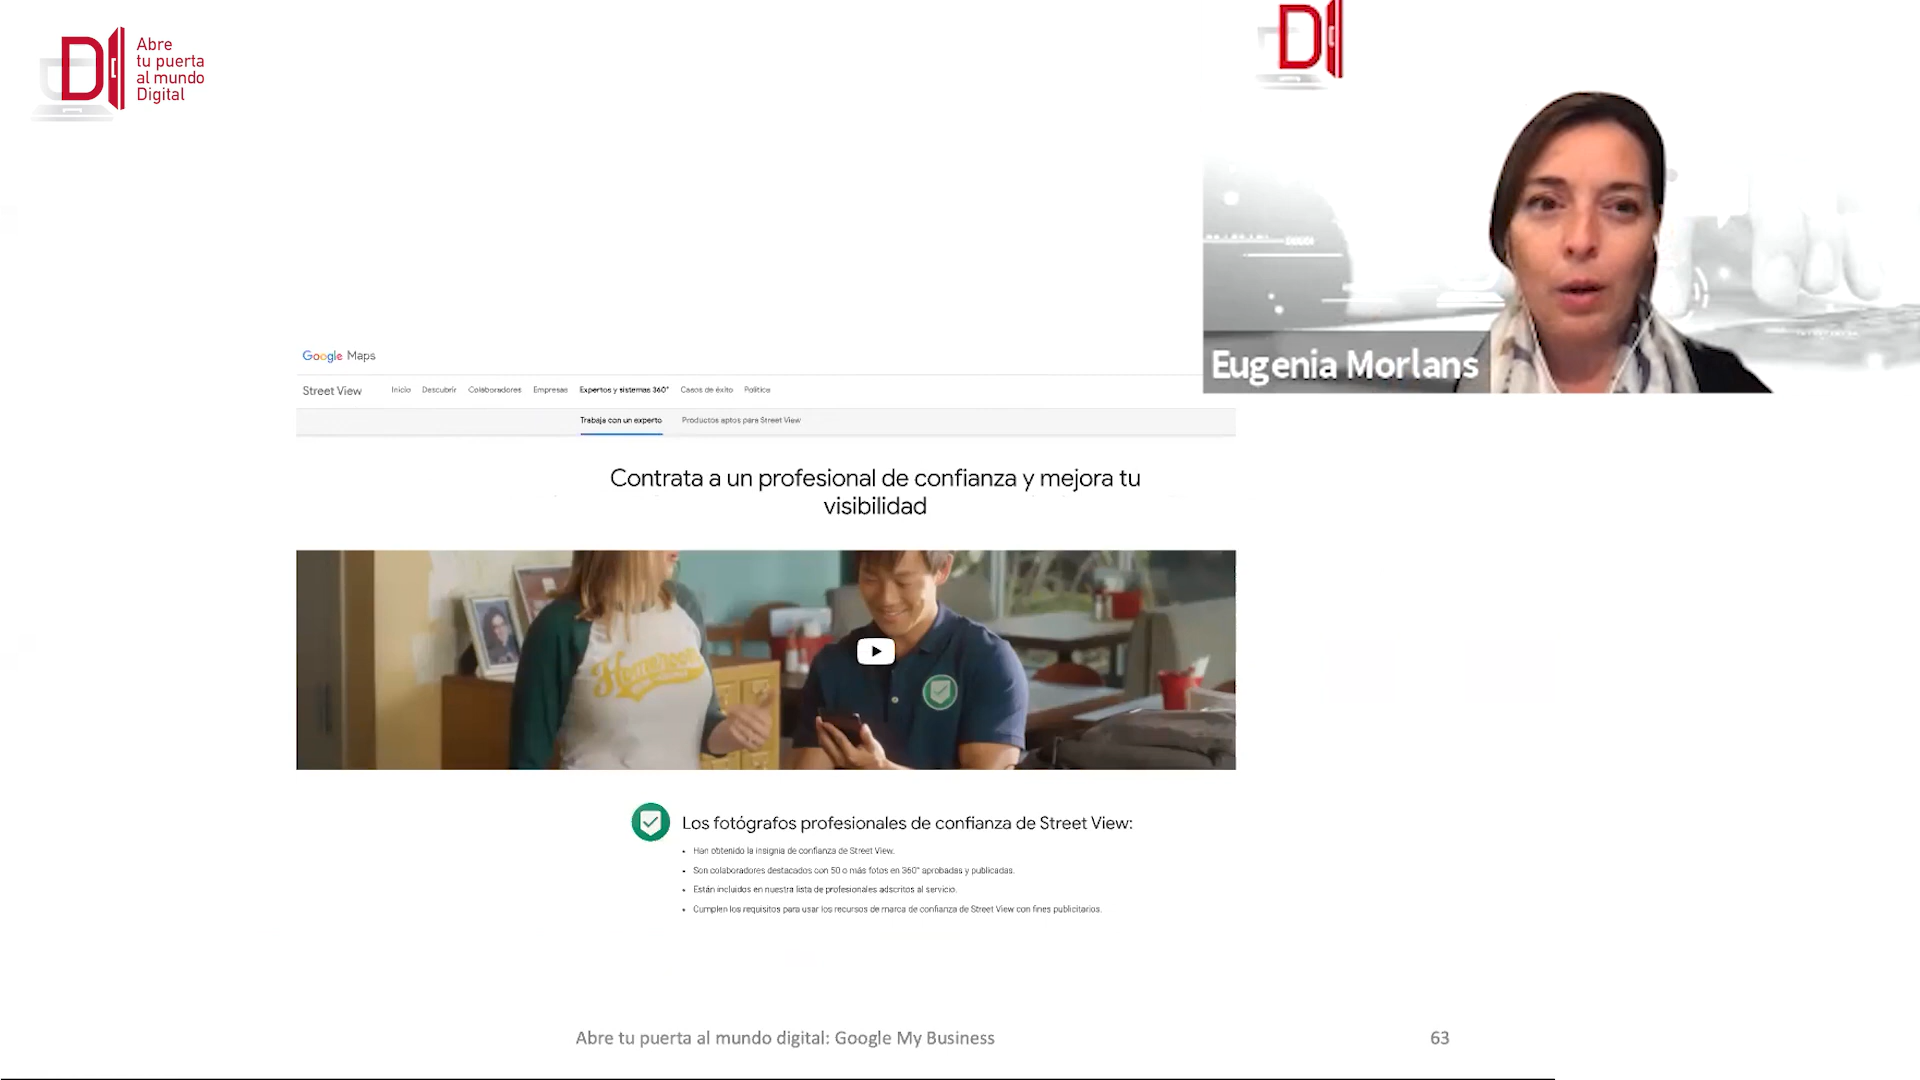 Abre
tu puerta
al mundo
Digital
Eugenia Morlans
Google Maps
Street View Inicio Descubrir Colaboradores Empresas Expertos y sistemas 360° Casos de éxito Política
Trabaja con un experto Productos aptos para Street View
Contrata a un profesional de confianza y mejora tu
visibilidad
Los fotógrafos profesionales de confianza de Street View:
• Han obtenido la insignia de confianza de Street View.
• Son colaboradores destacados con 50 o más fotos en 360° aprobadas y publicadas.
• Están incluidos en nuestra lista de profesionales adscritos al servicio.
• Cumplen los requisitos para usar los recursos de marca de confianza de Street View con fines publicitarios.
Abre tu puerta al mundo digital: Google My Business 63